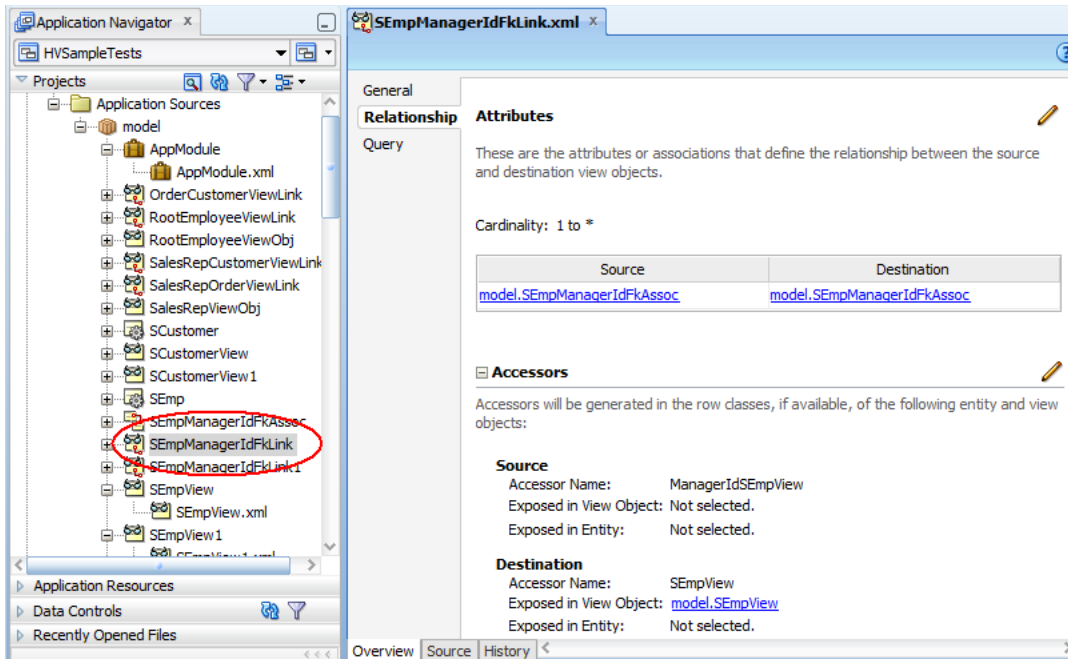 Application Navigator x
HVSampleTests
Projects
Application Sources
model
AppModule
AppModule.xml
OrderCustomerViewLink
RootEmployeeViewLink
RootEmployeeViewObj
SalesRepCustomerViewLink
SalesRepOrderViewLink
SalesRepViewObj
SCustomer
SCustomerView
SCustomerView1
SEmp
SEmpManagerIdFkAssoc
SEmpManagerIdFkLink
SEmpManagerIdFkLink1
SEmpView
SEmpView.xml
SEmpView1
SEmpView1.xml
Application Resources
Data Controls
Recently Opened Files
SEmpManagerIdFkLink.xml x
General
Relationship
Query
Attributes
These are the attributes or associations that define the relationship between the source
and destination view objects.
Cardinality: 1 to *
Source Destination
model.SEmpManagerIdFkAssoc model.SEmpManagerIdFkAssoc
Accessors
Accessors will be generated in the row classes, if available, of the following entity and view
objects:
Source
Accessor Name: ManagerIdSEmpView
Exposed in View Object: Not selected.
Exposed in Entity: Not selected.
Destination
Accessor Name: SEmpView
Exposed in View Object: model.SEmpView
Exposed in Entity: Not selected.
Overview Source History